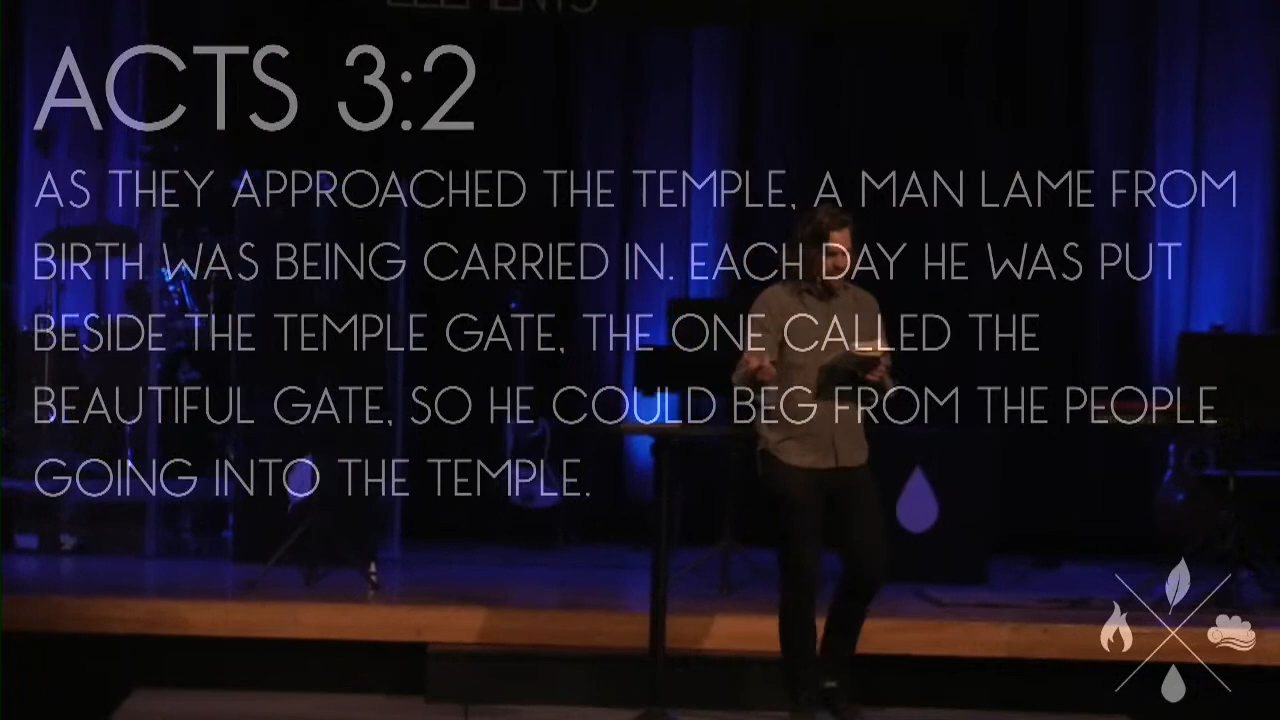 ELEMENTS
ACTS 3:2
AS THEY APPROACHED THE TEMPLE, A MAN LAME FROM
BIRTH WAS BEING CARRIED IN. EACH DAY HE WAS PUT
BESIDE THE TEMPLE GATE, THE ONE CALLED THE
BEAUTIFUL GATE, SO HE COULD BEG FROM THE PEOPLE
GOING INTO THE TEMPLE.